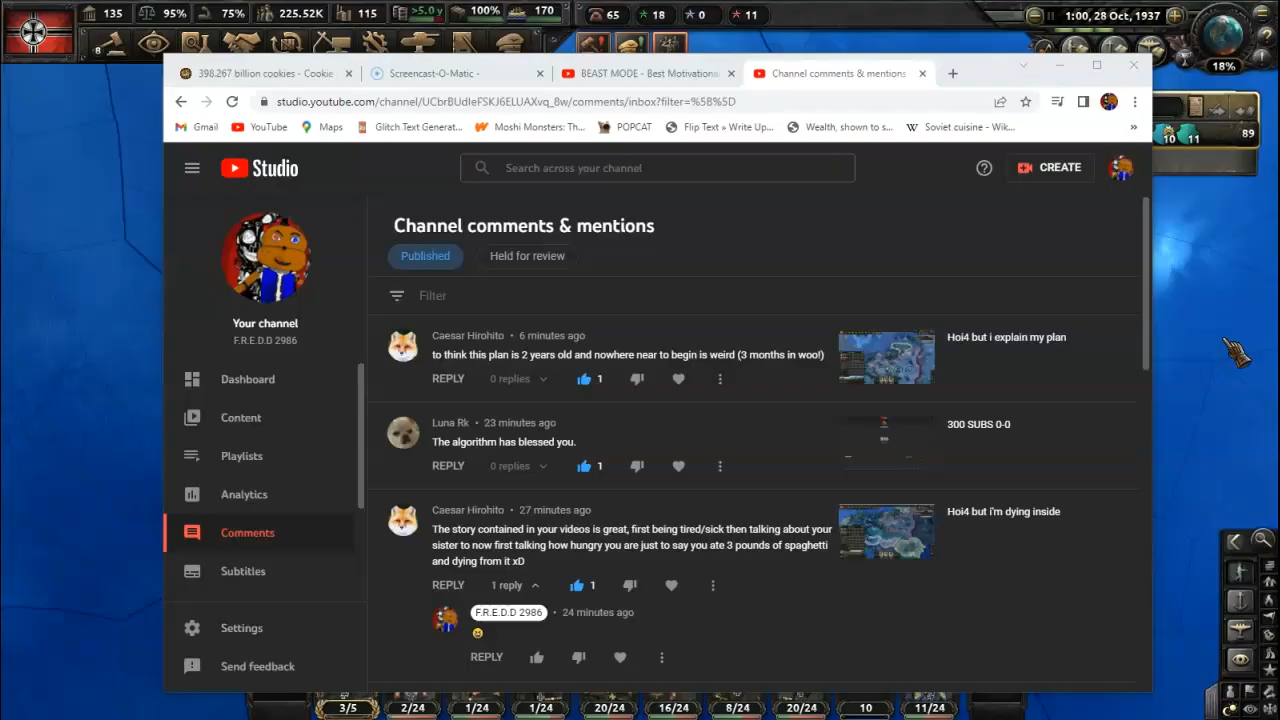 135 95% 75% 225.52K 115 >5.0 y 100% 170 65 18 0 11 1:00, 28 Oct, 1937
8
18%
398.267 billion cookies - Cookie
Screencast-O-Matic -
BEAST MODE - Best Motivationa
Channel comments & mentions
studio.youtube.com/channel/UCbrBUdIeFSKJ6ELUAXvq_8w/comments/inbox?filter=%5B%5D
Gmail YouTube Maps Glitch Text Generat... Moshi Monsters: Th... POPCAT Flip Text » Write Up... Wealth, shown to s... Soviet cuisine - Wik... »
10 11 89
Studio
Search across your channel
CREATE
Your channel
F.R.E.D.D 2986
Dashboard
Content
Playlists
Analytics
Comments
Subtitles
Settings
Send feedback
Channel comments & mentions
Published Held for review
Filter
Caesar Hirohito • 6 minutes ago
to think this plan is 2 years old and nowhere near to begin is weird (3 months in woo!)
REPLY 0 replies 1
Hoi4 but i explain my plan
Luna Rk • 23 minutes ago
The algorithm has blessed you.
REPLY 0 replies 1
300 SUBS 0-0
Caesar Hirohito • 27 minutes ago
The story contained in your videos is great, first being tired/sick then talking about your
sister to now first talking how hungry you are just to say you ate 3 pounds of spaghetti
and dying from it xD
REPLY 1 reply 1
Hoi4 but i'm dying inside
F.R.E.D.D 2986 • 24 minutes ago
REPLY
3/5 2/24 1/24 1/24 20/24 16/24 8/24 20/24 10 11/24